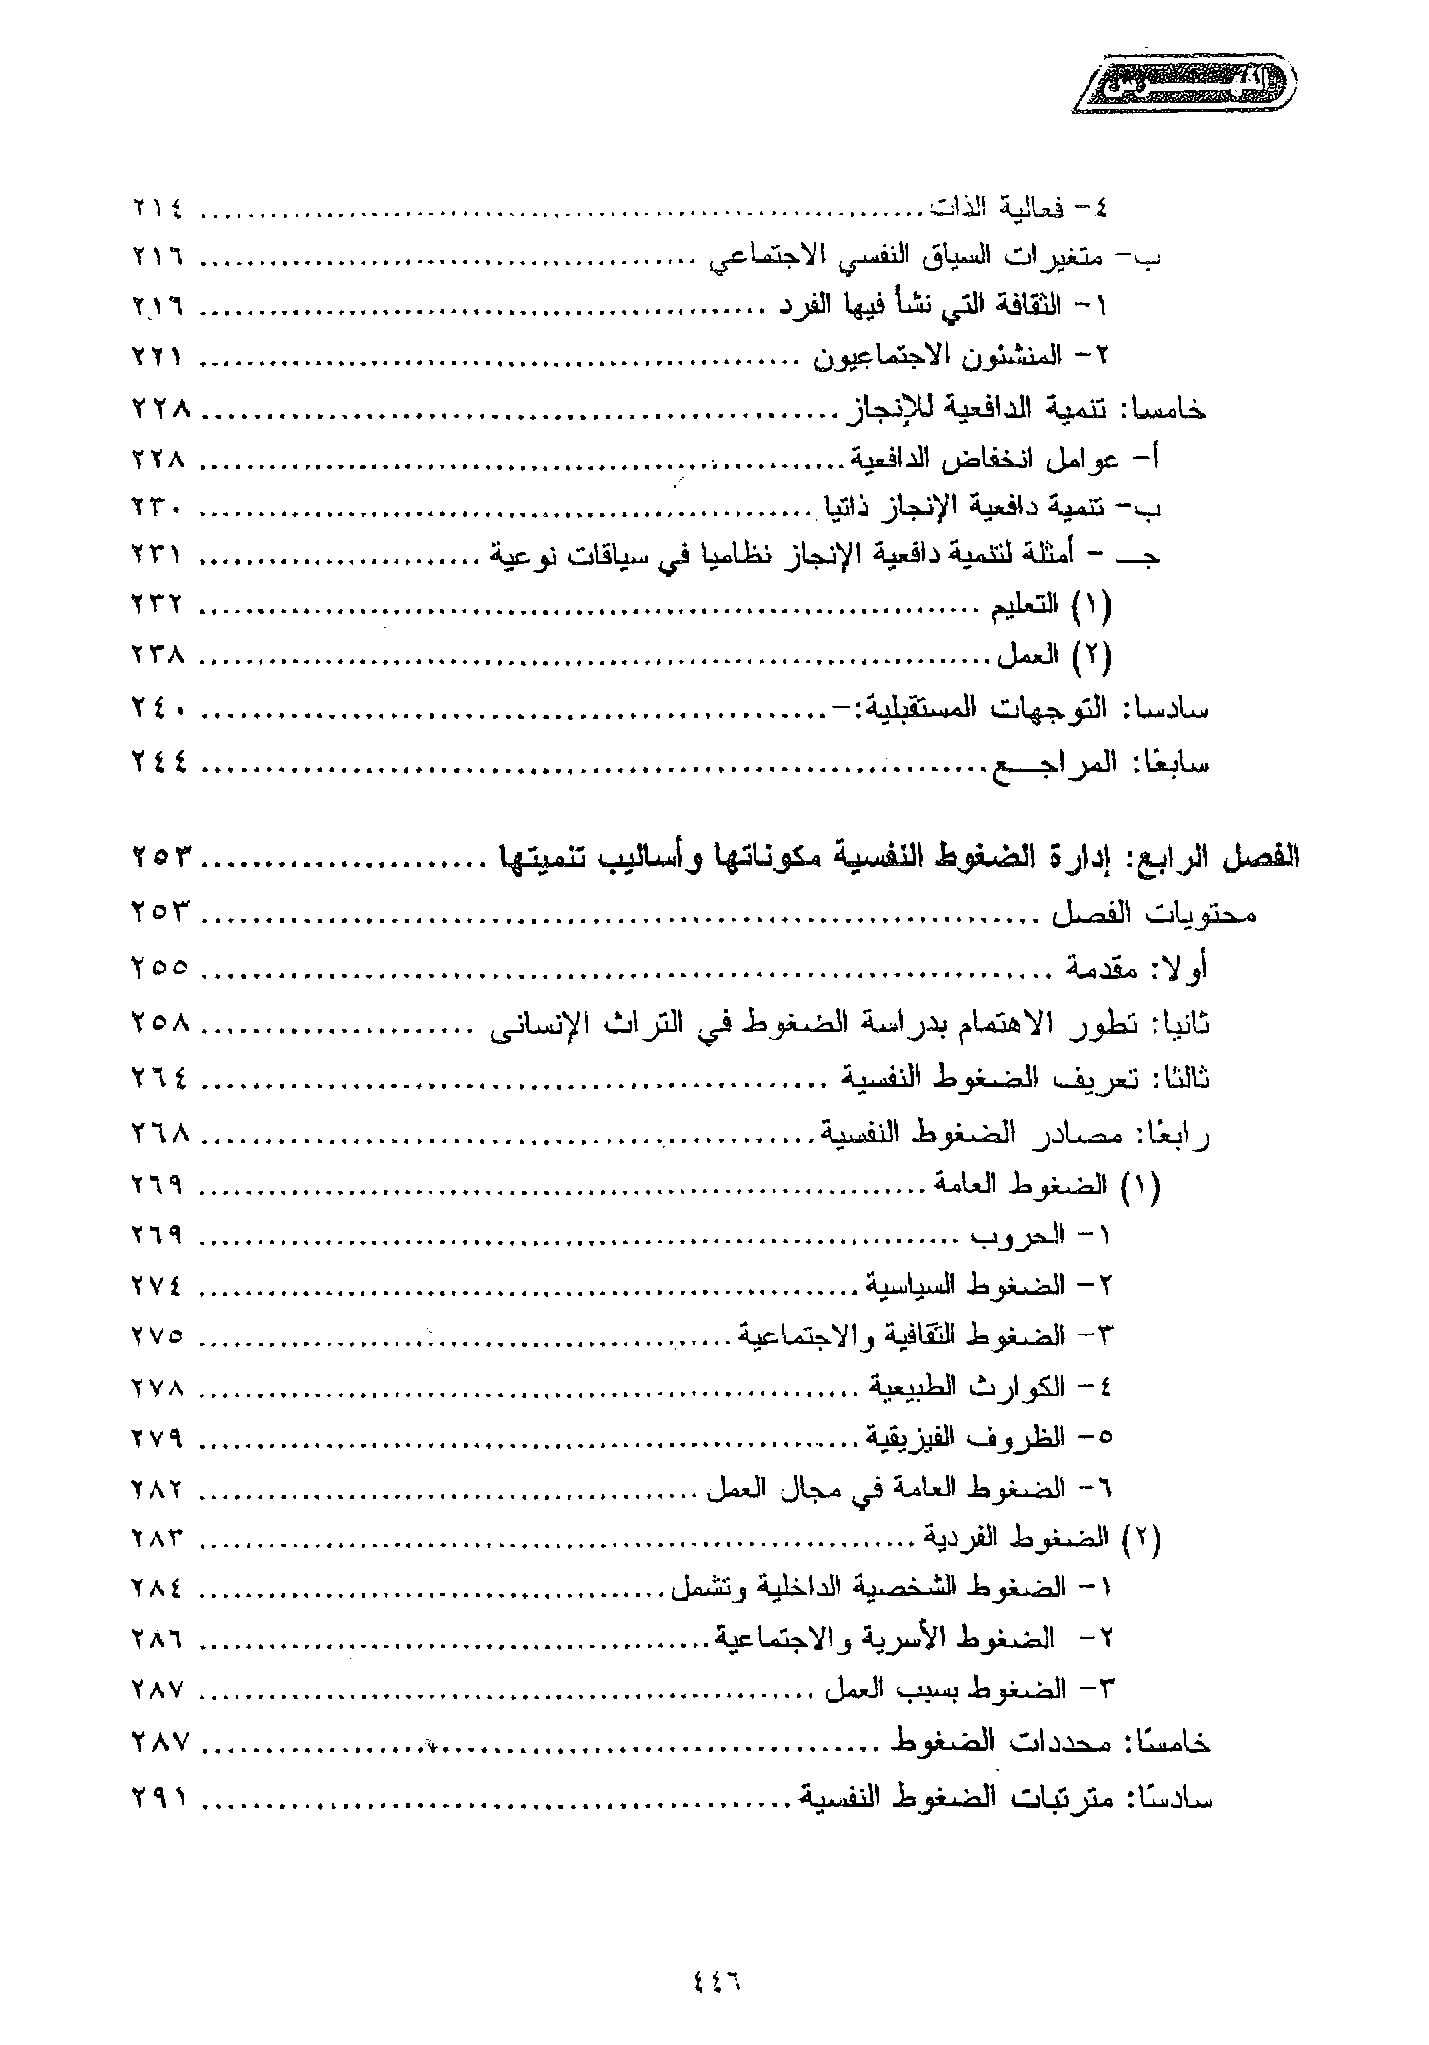 الفهـــرس
٤- فعالية الذات ........ ٢١٤
ب- متغيرات السياق النفسي الاجتماعي ........ ٢١٦
١- الثقافة التي نشأ فيها الفرد ........ ٢١٦
٢- المنشئون الاجتماعيون ........ ٢٢١
خامسا: تنمية الدافعية للإنجاز ........ ٢٢٨
أ- عوامل انخفاض الدافعية ........ ٢٢٨
ب- تنمية دافعية الإنجاز ذاتيا ........ ٢٣٠
جـ - أمثلة لتنمية دافعية الإنجاز نظاميا في سياقات نوعية ........ ٢٣١
(١) التعليم ........ ٢٣٢
(٢) العمل ........ ٢٣٨
سادسا: التوجهات المستقبلية:- ........ ٢٤٠
سابعًا: المراجـــع ........ ٢٤٤
الفصل الرابع: إدارة الضغوط النفسية مكوناتها وأساليب تنميتها ........ ٢٥٣
محتويات الفصل ........ ٢٥٣
أولا: مقدمة ........ ٢٥٥
ثانيا: تطور الاهتمام بدراسة الضغوط في التراث الإنسانى ........ ٢٥٨
ثالثًا: تعريف الضغوط النفسية ........ ٢٦٤
رابعًا: مصادر الضغوط النفسية ........ ٢٦٨
(١) الضغوط العامة ........ ٢٦٩
١- الحروب ........ ٢٦٩
٢- الضغوط السياسية ........ ٢٧٤
٣- الضغوط الثقافية والاجتماعية ........ ٢٧٥
٤- الكوارث الطبيعية ........ ٢٧٨
٥- الظروف الفيزيقية ........ ٢٧٩
٦- الضغوط العامة في مجال العمل ........ ٢٨٢
(٢) الضغوط الفردية ........ ٢٨٣
١- الضغوط الشخصية الداخلية وتشمل ........ ٢٨٤
٢- الضغوط الأسرية والاجتماعية ........ ٢٨٦
٣- الضغوط بسبب العمل ........ ٢٨٧
خامسًا: محددات الضغوط ........ ٢٨٧
سادسًا: مترتبات الضغوط النفسية ........ ٢٩١
٤٤٦